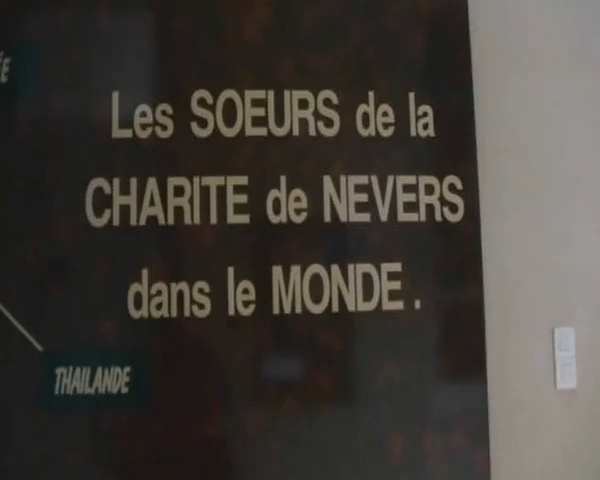 Les SOEURS de la
CHARITE de NEVERS
dans le MONDE .
THAILANDE